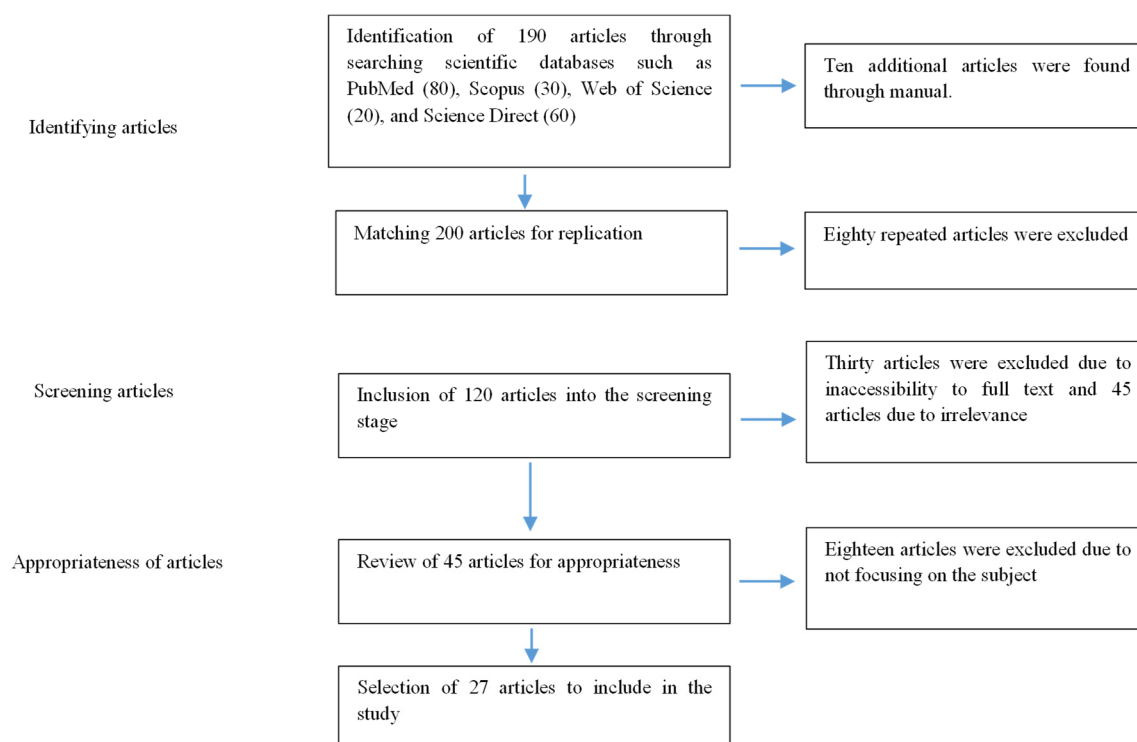 Identification of 190 articles through
searching scientific databases such as
PubMed (80), Scopus (30), Web of Science
(20), and Science Direct (60)
Ten additional articles were found
through manual.
Identifying articles
Matching 200 articles for replication
Eighty repeated articles were excluded
Screening articles
Inclusion of 120 articles into the screening
stage
Thirty articles were excluded due to
inaccessibility to full text and 45
articles due to irrelevance
Appropriateness of articles
Review of 45 articles for appropriateness
Eighteen articles were excluded due to
not focusing on the subject
Selection of 27 articles to include in the
study